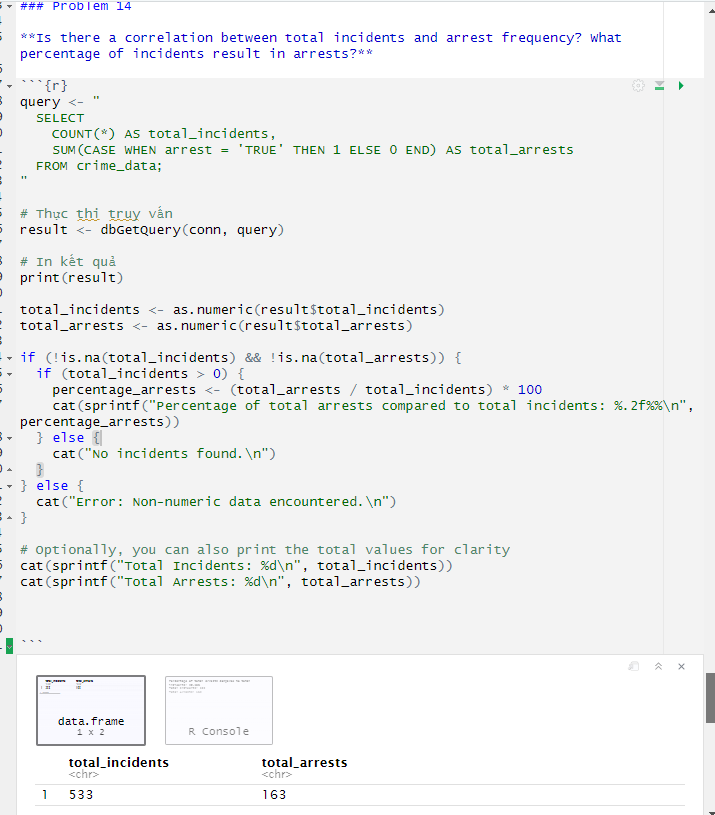 ### Problem 14
**Is there a correlation between total incidents and arrest frequency? What
percentage of incidents result in arrests?**
```{r}
query <- "
SELECT
COUNT(*) AS total_incidents,
SUM(CASE WHEN arrest = 'TRUE' THEN 1 ELSE 0 END) AS total_arrests
FROM crime_data;
"
# Thực thi truy vấn
result <- dbGetQuery(conn, query)
# In kết quả
print(result)
total_incidents <- as.numeric(result$total_incidents)
total_arrests <- as.numeric(result$total_arrests)
if (!is.na(total_incidents) && !is.na(total_arrests)) {
if (total_incidents > 0) {
percentage_arrests <- (total_arrests / total_incidents) * 100
cat(sprintf("Percentage of total arrests compared to total incidents: %.2f%%\n",
percentage_arrests))
} else {
cat("No incidents found.\n")
}
} else {
cat("Error: Non-numeric data encountered.\n")
}
# Optionally, you can also print the total values for clarity
cat(sprintf("Total Incidents: %d\n", total_incidents))
cat(sprintf("Total Arrests: %d\n", total_arrests))
```
data.frame
1 x 2
R Console
total_incidents total_arrests
<chr> <chr>
1 533 163